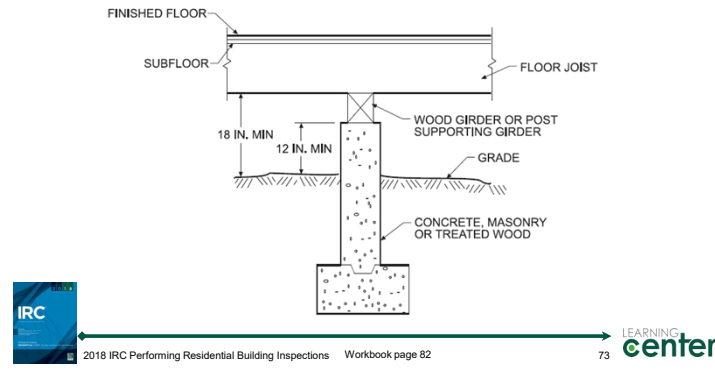 FINISHED FLOOR
SUBFLOOR
FLOOR JOIST
18 IN. MIN
12 IN. MIN
WOOD GIRDER OR POST
SUPPORTING GIRDER
GRADE
CONCRETE, MASONRY
OR TREATED WOOD
IRC
2018 IRC Performing Residential Building Inspections Workbook page 82 73
LEARNING
center